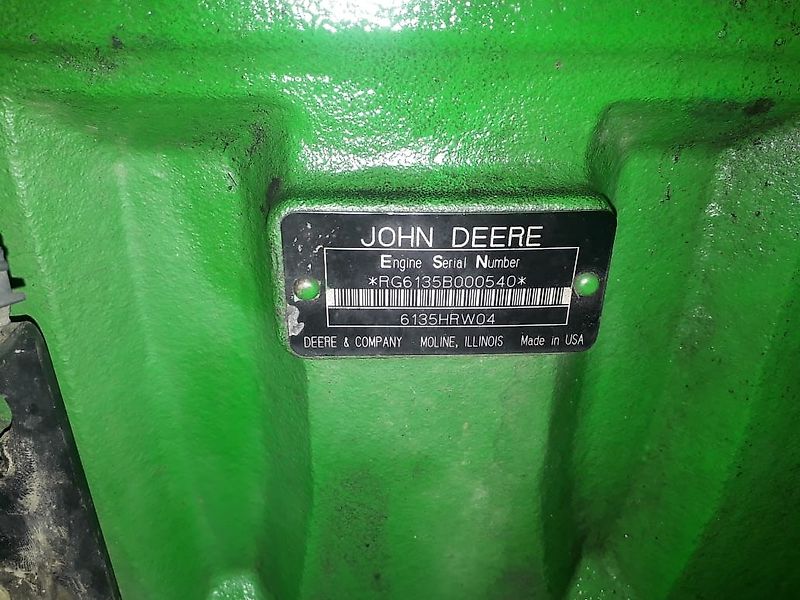 JOHN DEERE
Engine Serial Number
*RG6135B000540*
6135HRW04
DEERE & COMPANY MOLINE, ILLINOIS Made in USA